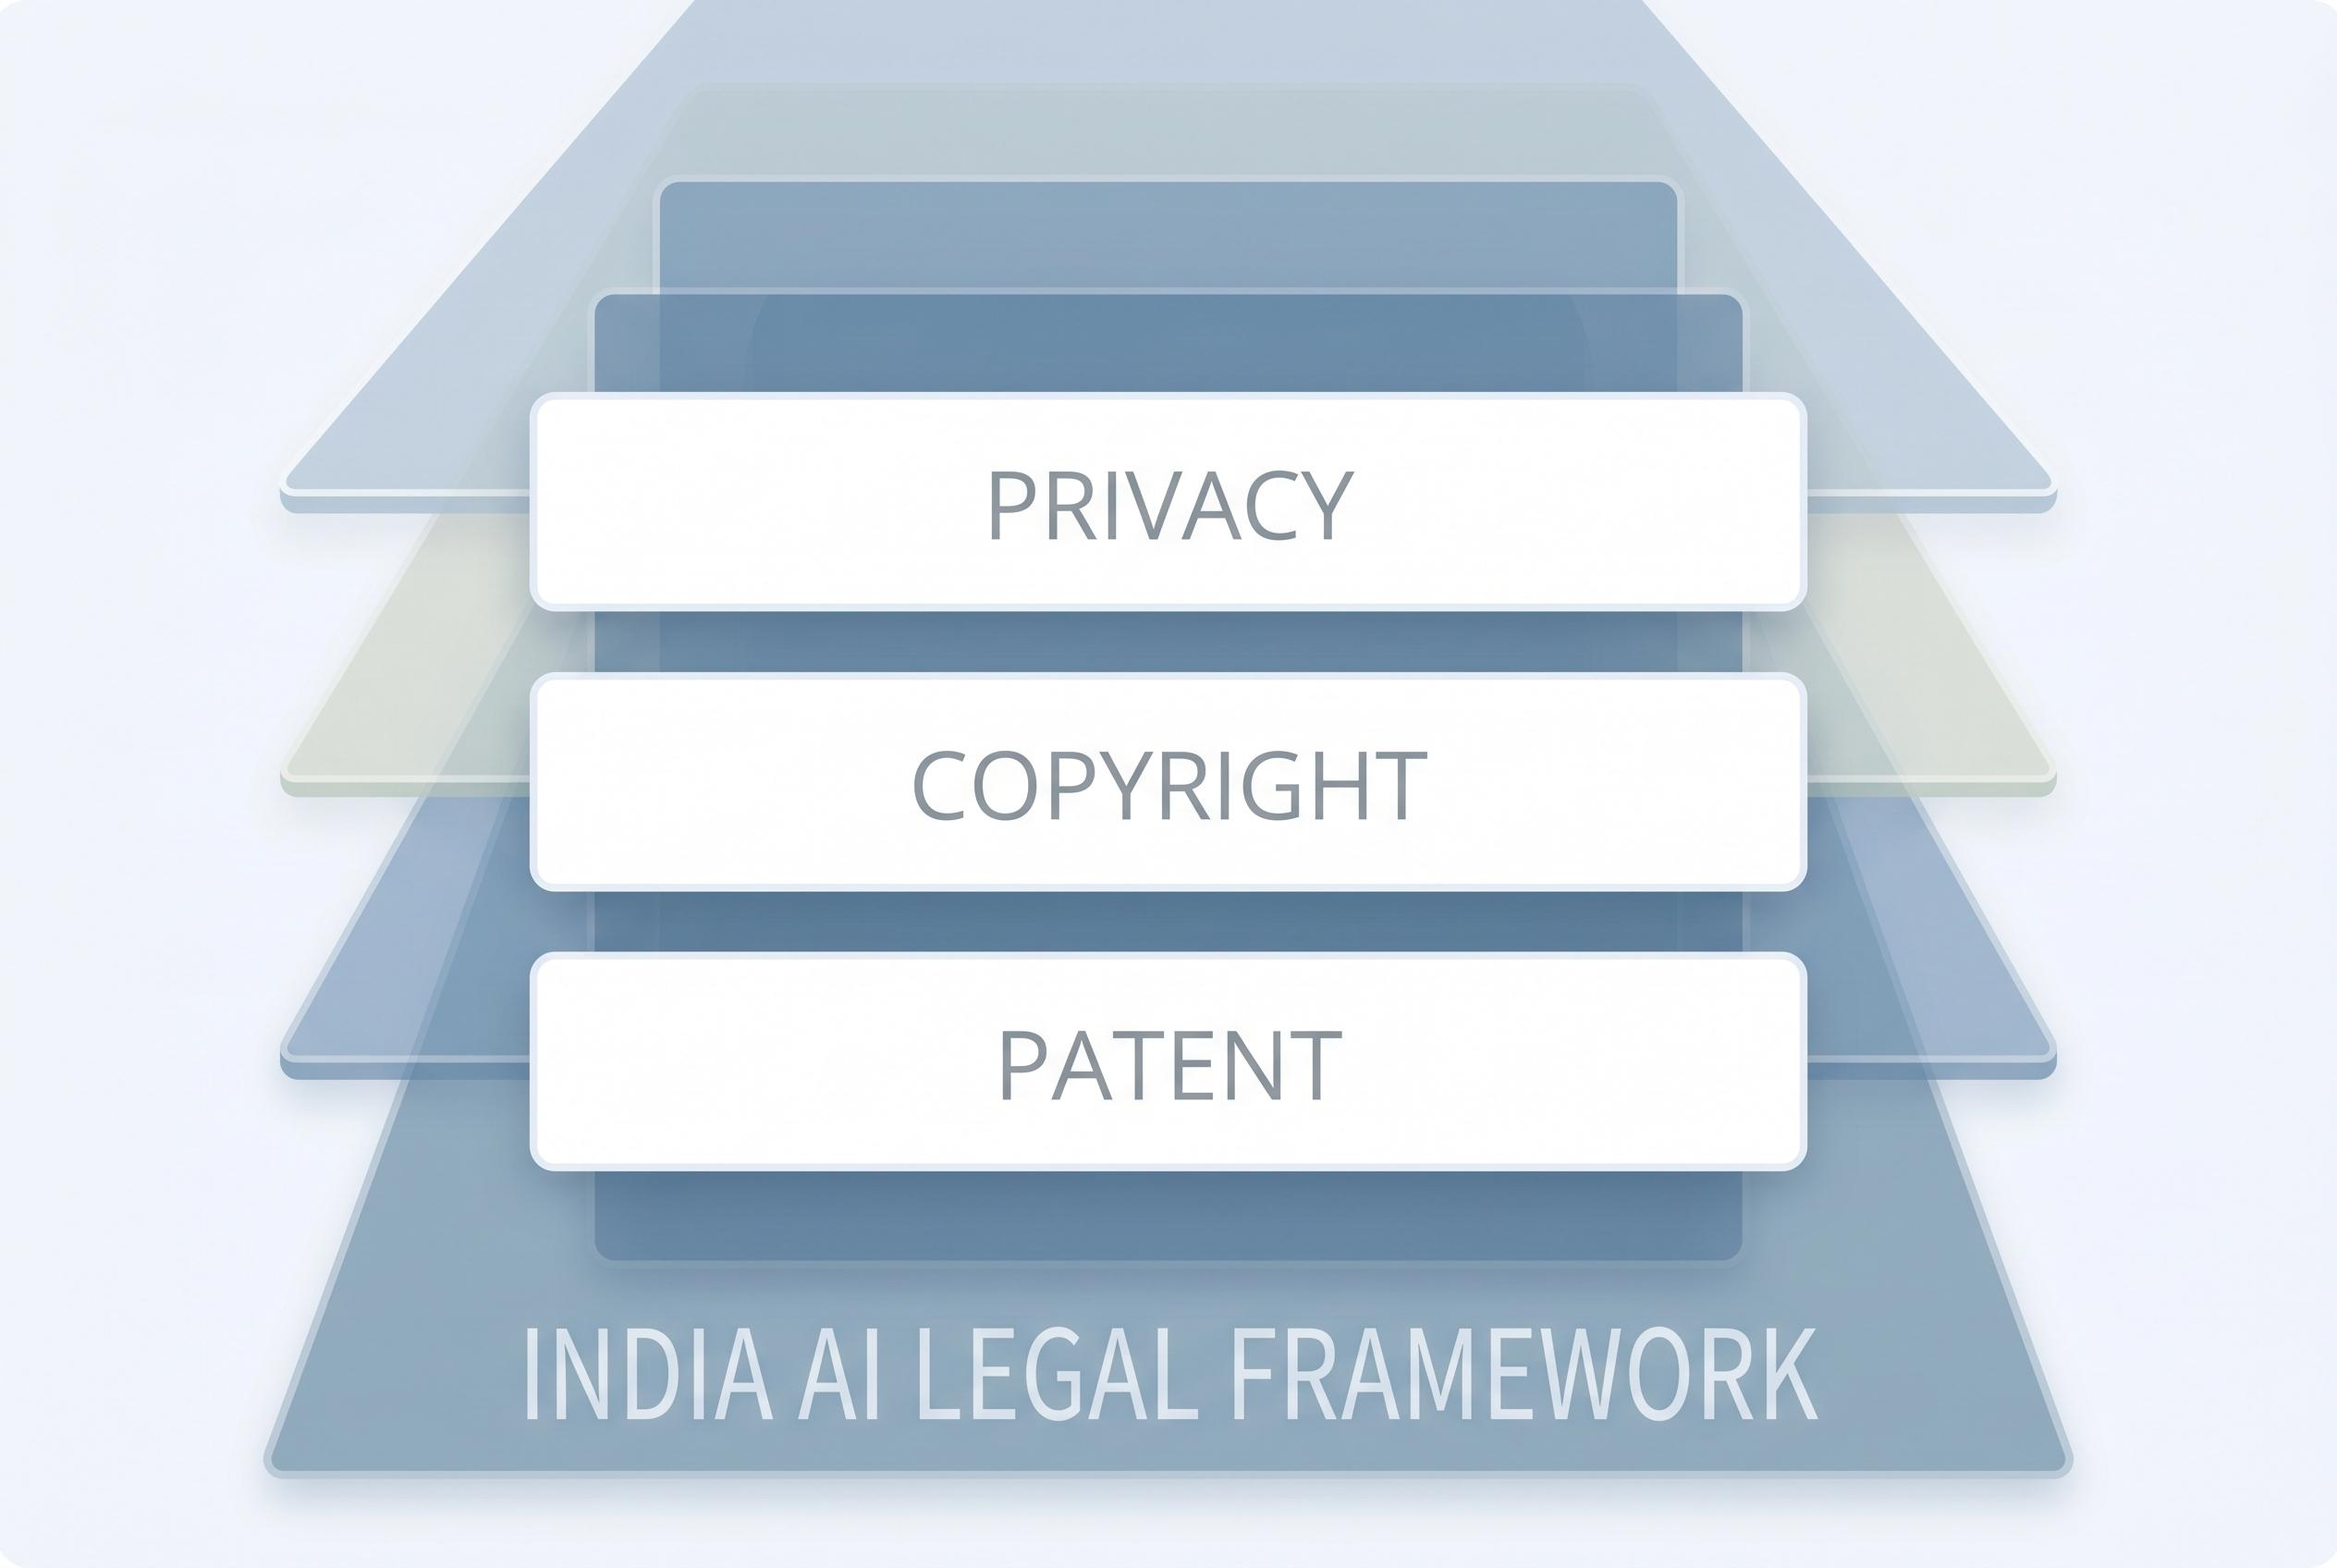 PRIVACY
COPYRIGHT
PATENT
INDIA AI LEGAL FRAMEWORK